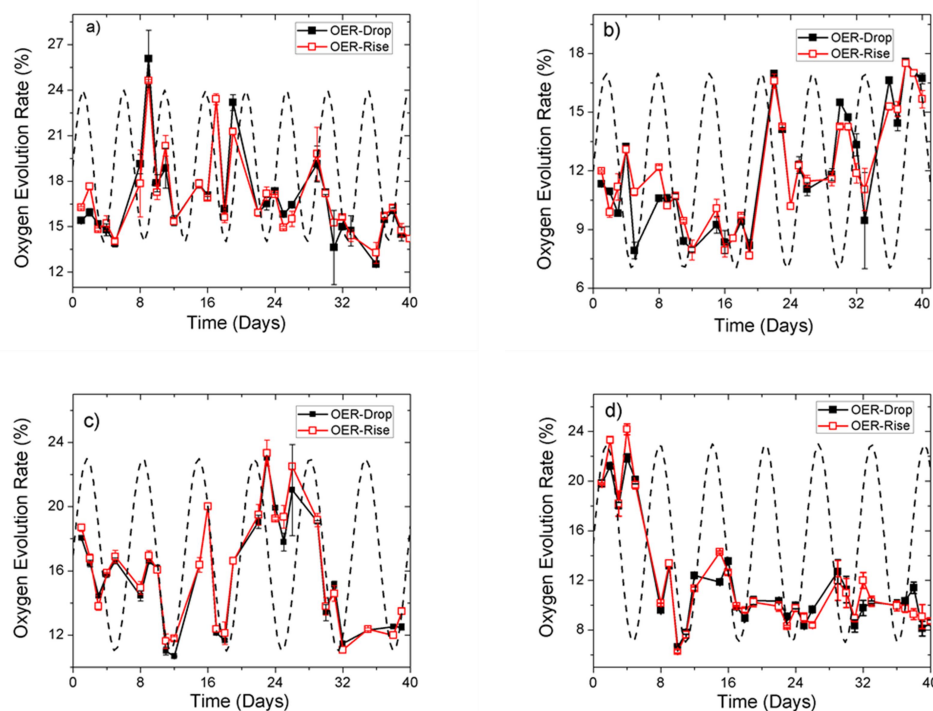 a)
OER-Drop
OER-Rise
Oxygen Evolution Rate (%)
27
24
21
18
15
12
0 8 16 24 32 40
Time (Days)
b)
OER-Drop
OER-Rise
Oxygen Evolution Rate (%)
18
15
12
9
6
0 8 16 24 32 40
Time (Days)
c)
OER-Drop
OER-Rise
Oxygen Evolution Rate (%)
24
20
16
12
0 8 16 24 32 40
Time (Days)
d)
OER-Drop
OER-Rise
Oxygen Evolution Rate (%)
24
20
16
12
8
0 8 16 24 32 40
Time (Days)